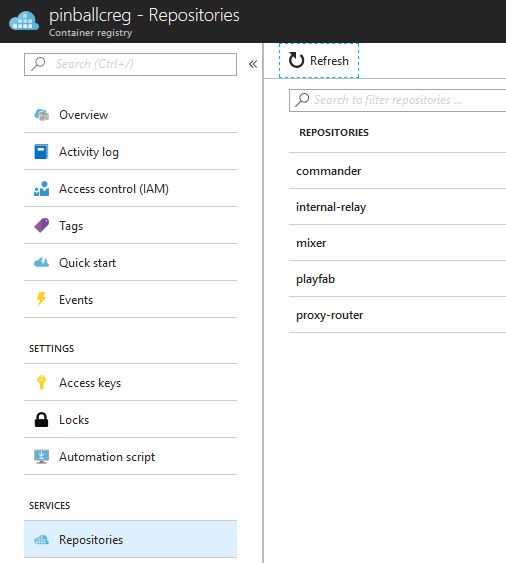 pinballcreg - Repositories
Container registry
Search (Ctrl+/)
«
Overview
Activity log
Access control (IAM)
Tags
Quick start
Events
SETTINGS
Access keys
Locks
Automation script
SERVICES
Repositories
Refresh
Search to filter repositories ...
REPOSITORIES
commander
internal-relay
mixer
playfab
proxy-router